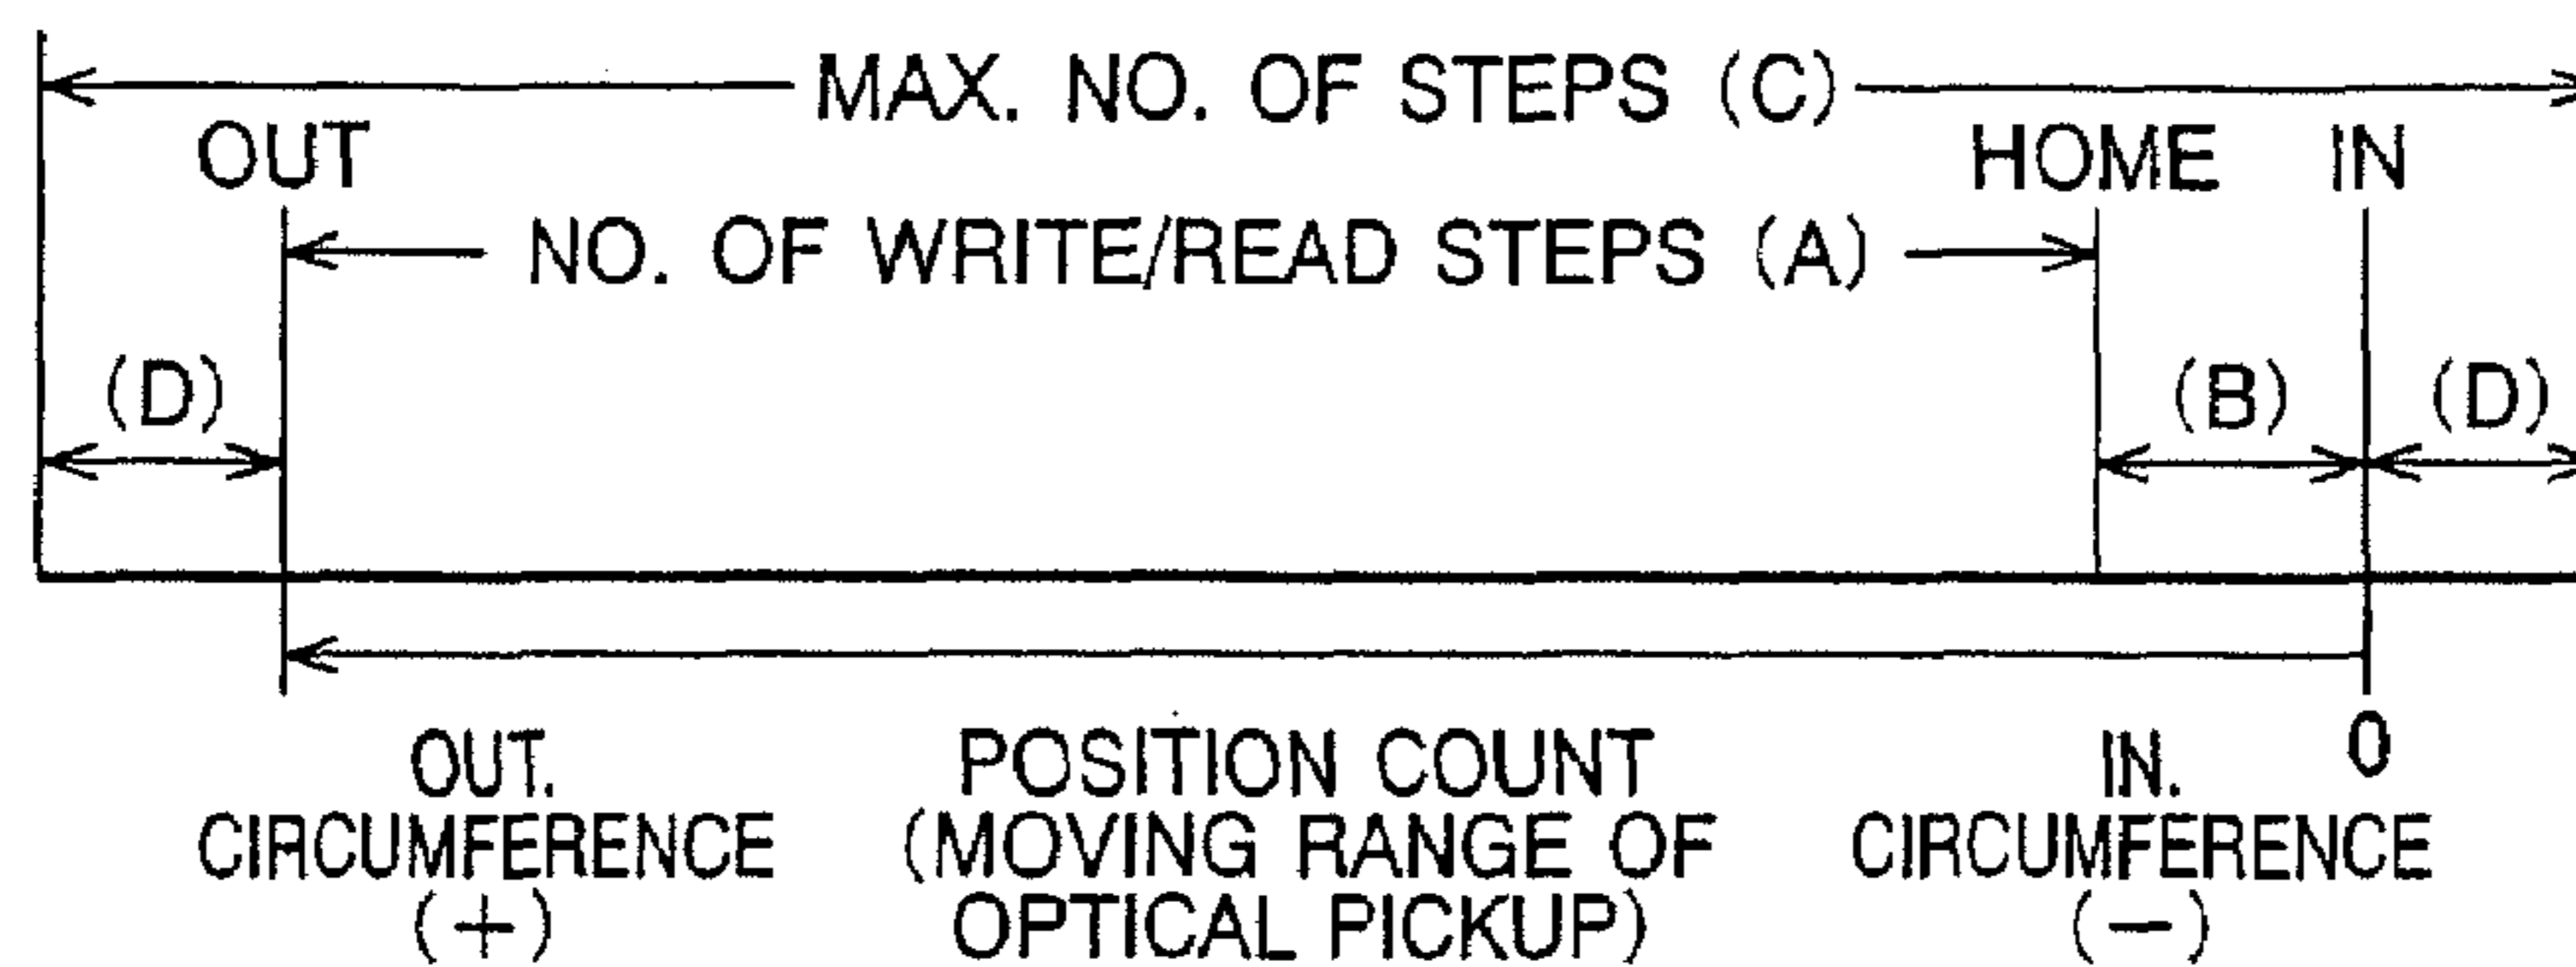 MAX. NO. OF STEPS (C)
OUT
HOME
IN
NO. OF WRITE/READ STEPS (A)
(D)
(B)
(D)
OUT.
CIRCUMFERENCE
(+)
POSITION COUNT
(MOVING RANGE OF
OPTICAL PICKUP)
IN.
CIRCUMFERENCE
(−)
0